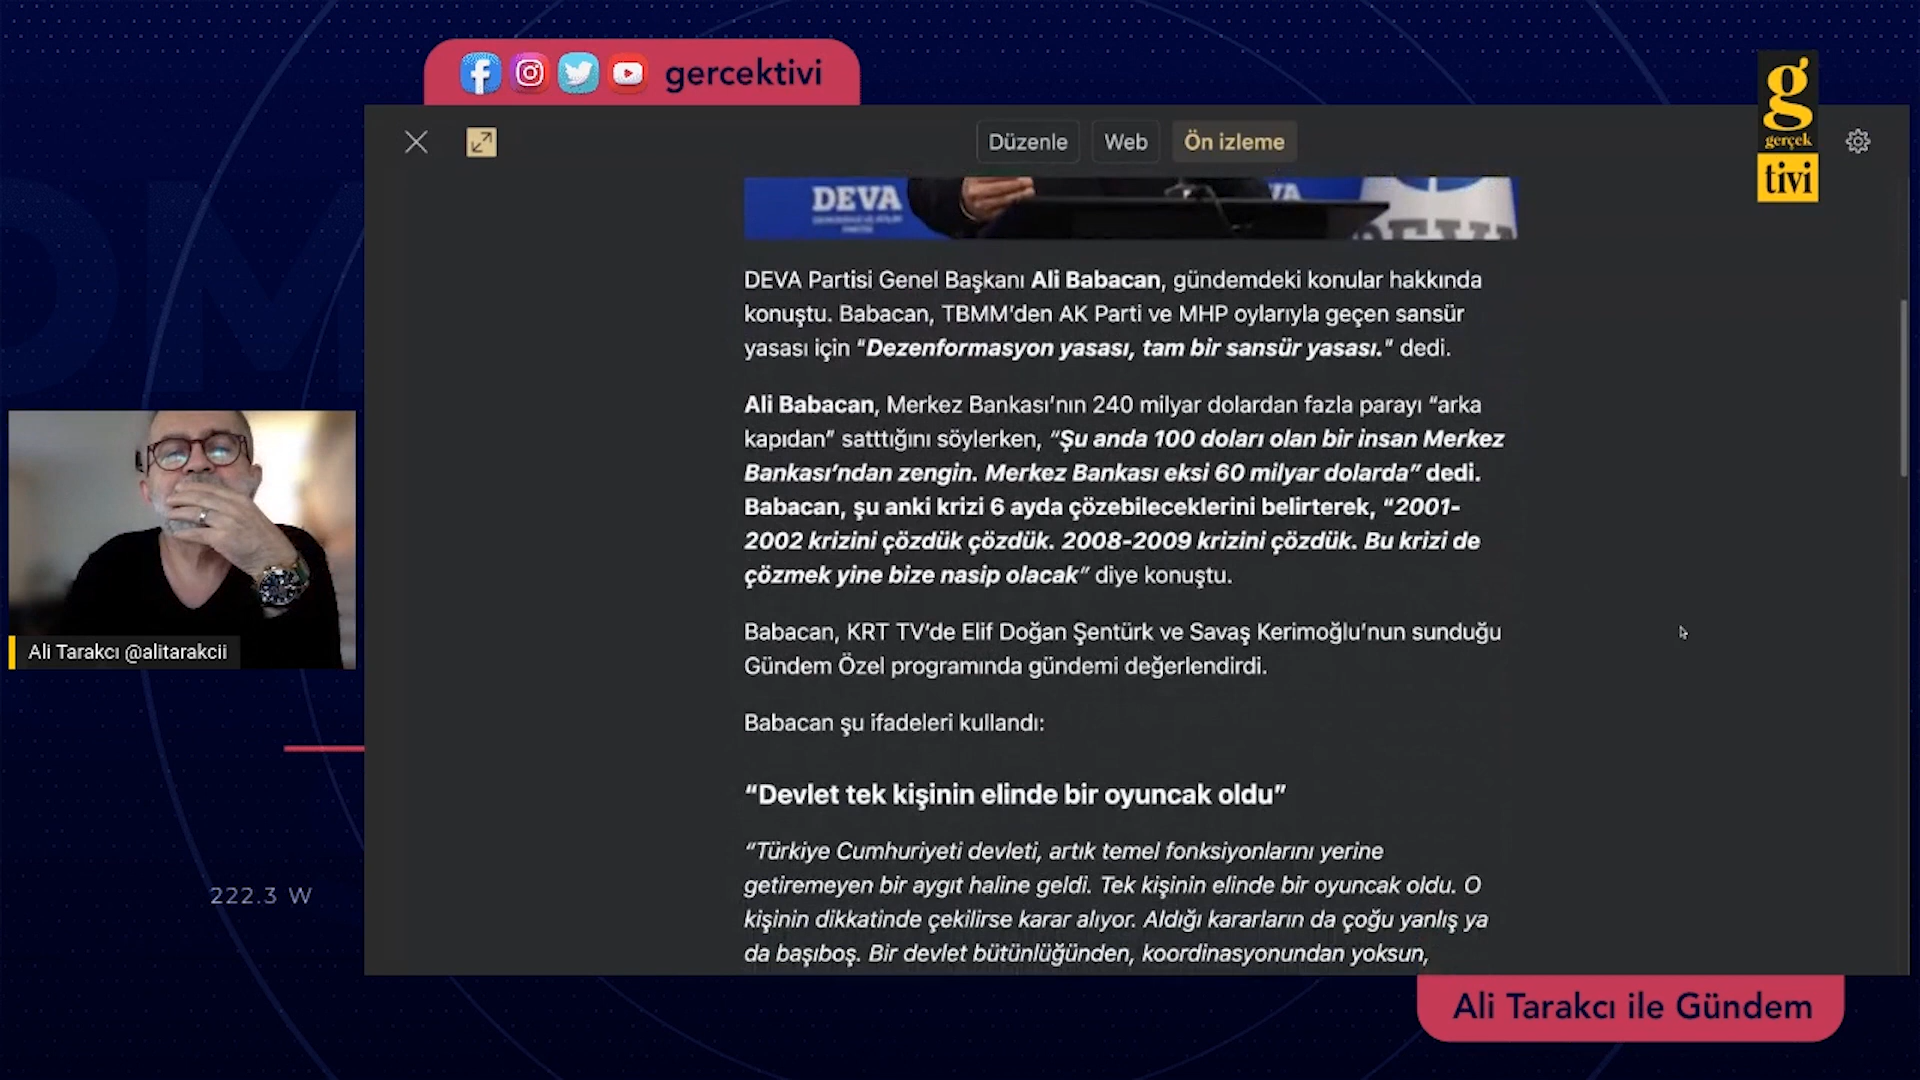 gercektivi
g
gerçek
tivi
Düzenle
Web
Ön izleme
DEVA
DEVA Partisi Genel Başkanı Ali Babacan, gündemdeki konular hakkında
konuştu. Babacan, TBMM'den AK Parti ve MHP oylarıyla geçen sansür
yasası için “Dezenformasyon yasası, tam bir sansür yasası.” dedi.
Ali Babacan, Merkez Bankası’nın 240 milyar dolardan fazla parayı “arka
kapıdan” satttığını söylerken, “Şu anda 100 doları olan bir insan Merkez
Bankası’ndan zengin. Merkez Bankası eksi 60 milyar dolarda” dedi.
Babacan, şu anki krizi 6 ayda çözebileceklerini belirterek, “2001-
2002 krizini çözdük çözdük. 2008-2009 krizini çözdük. Bu krizi de
çözmek yine bize nasip olacak” diye konuştu.
Babacan, KRT TV’de Elif Doğan Şentürk ve Savaş Kerimoğlu’nun sunduğu
Gündem Özel programında gündemi değerlendirdi.
Babacan şu ifadeleri kullandı:
“Devlet tek kişinin elinde bir oyuncak oldu”
“Türkiye Cumhuriyeti devleti, artık temel fonksiyonlarını yerine
getiremeyen bir aygıt haline geldi. Tek kişinin elinde bir oyuncak oldu. O
kişinin dikkatinde çekilirse karar alıyor. Aldığı kararların da çoğu yanlış ya
da başıboş. Bir devlet bütünlüğünden, koordinasyonundan yoksun,
Ali Tarakcı @alitarakcii
222.3 W
Ali Tarakcı ile Gündem